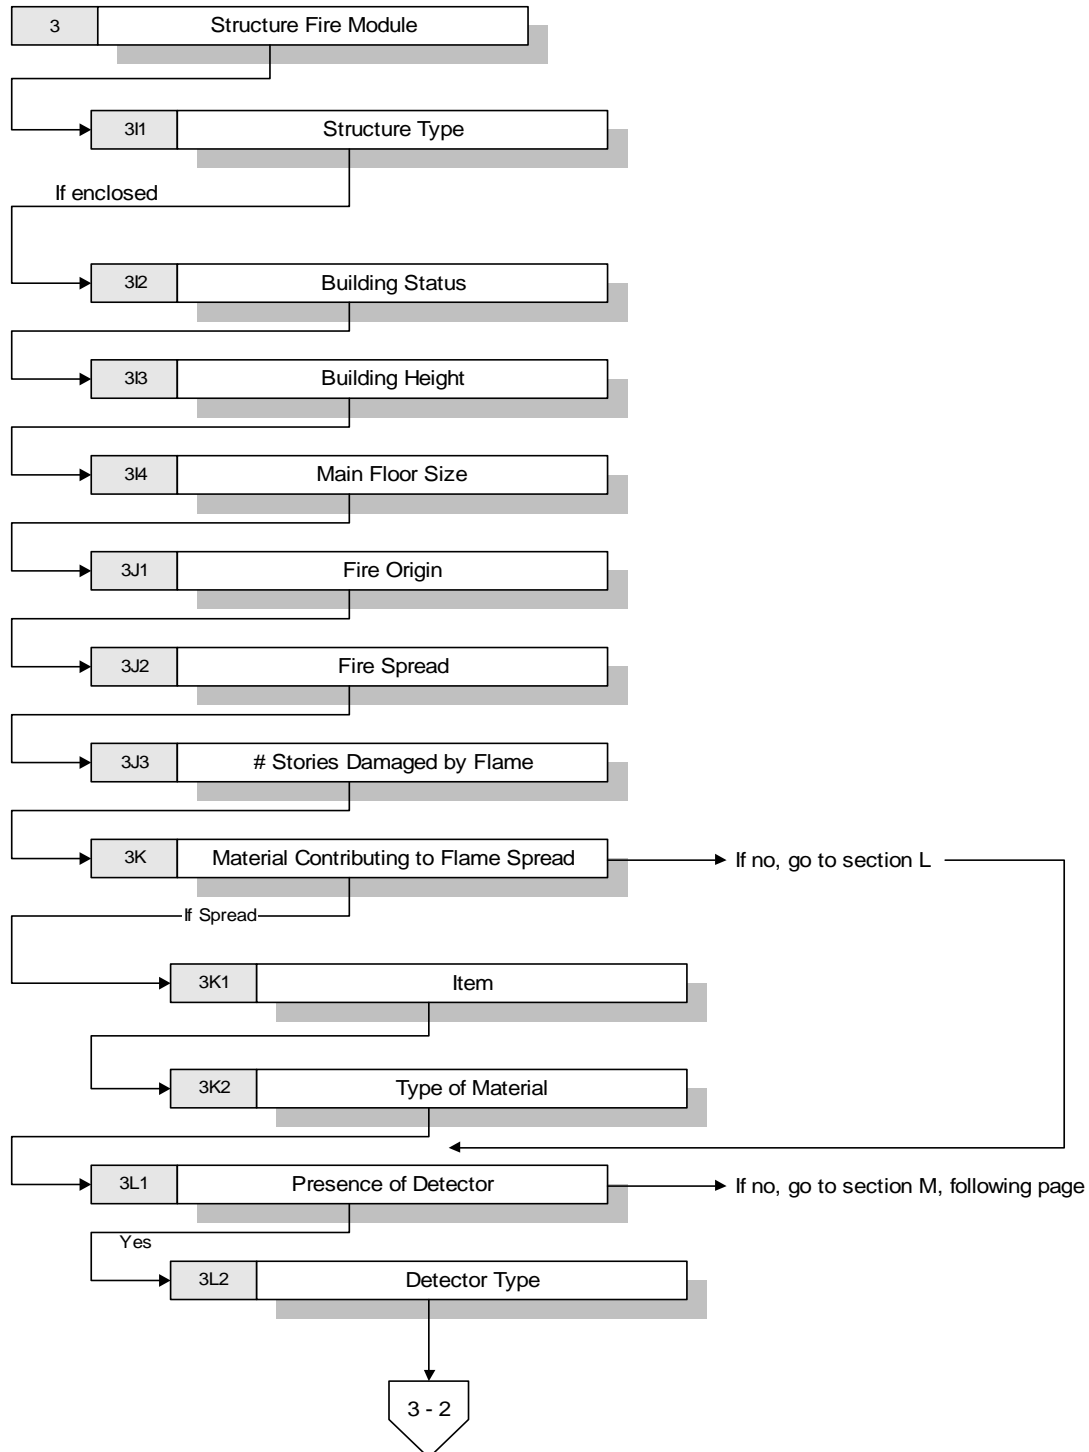 3 Structure Fire Module
3I1 Structure Type
If enclosed
3I2 Building Status
3I3 Building Height
3I4 Main Floor Size
3J1 Fire Origin
3J2 Fire Spread
3J3 # Stories Damaged by Flame
3K Material Contributing to Flame Spread If no, go to section L
If Spread
3K1 Item
3K2 Type of Material
3L1 Presence of Detector If no, go to section M, following page
Yes
3L2 Detector Type
3 - 2